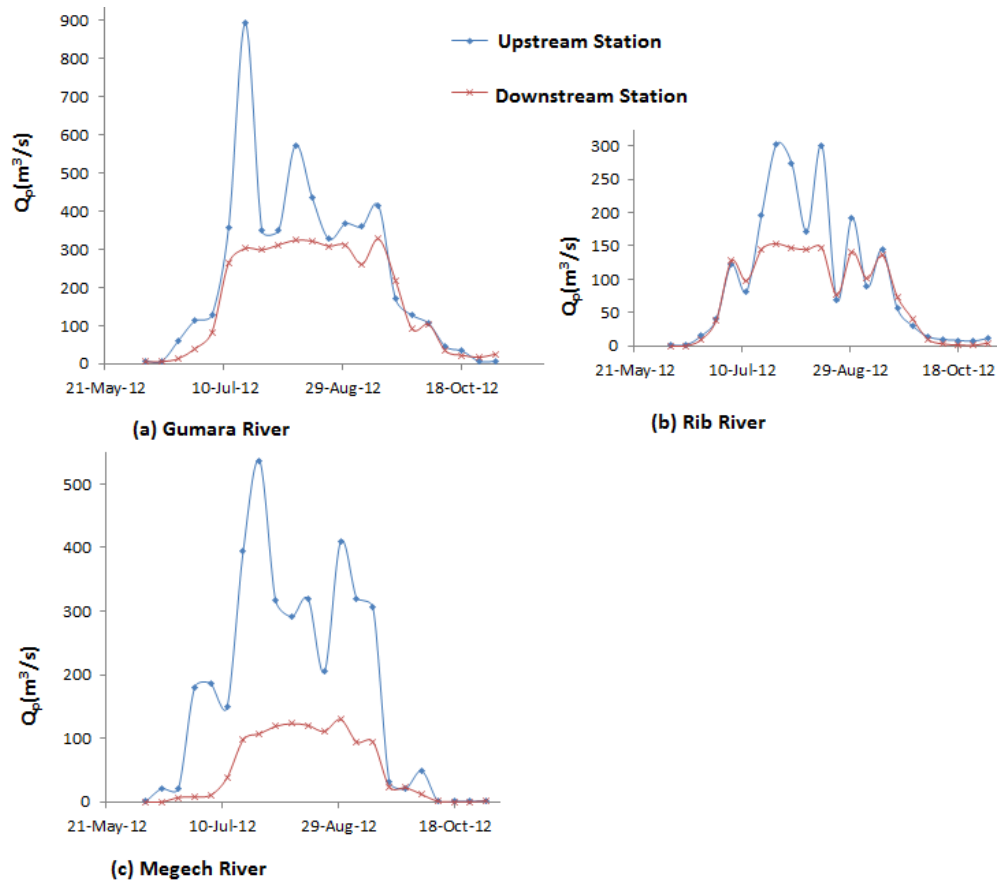 900
800
700
600
500
400
300
200
100
0
Qp(m³/s)
21-May-12 10-Jul-12 29-Aug-12 18-Oct-12
(a) Gumara River
Upstream Station
Downstream Station
300
250
200
150
100
50
0
Qp(m³/s)
21-May-12 10-Jul-12 29-Aug-12 18-Oct-12
(b) Rib River
500
400
300
200
100
0
Qp(m³/s)
21-May-12 10-Jul-12 29-Aug-12 18-Oct-12
(c) Megech River